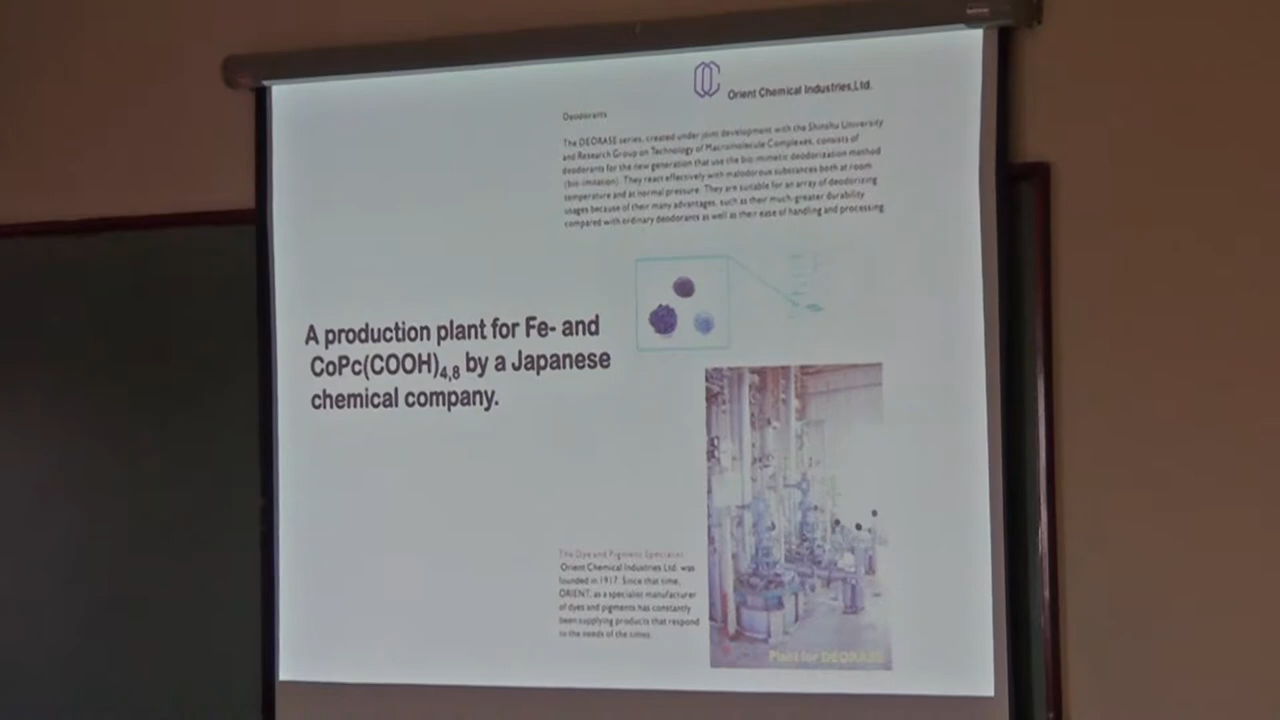 Orient Chemical Industries,Ltd.
Deodorants
The DEORASE series, created under joint development with the Shinshu University
and Research Group on Technology of Macromolecule Complexes, consists of
deodorants for the new generation that use the bio-mimetic deodorization method
(bio-imitation). They react effectively with malodorous substances both at room
temperature and at normal pressure. They are suitable for an array of deodorizing
usages because of their many advantages, such as their much-greater durability
compared with ordinary deodorants as well as their ease of handling and processing.
A production plant for Fe- and
CoPc(COOH)4,8 by a Japanese
chemical company.
The Dye and Pigment Specialist
Orient Chemical Industries Ltd. was
founded in 1917. Since that time,
ORIENT, as a specialist manufacturer
of dyes and pigments has constantly
been supplying products that respond
to the needs of the times.
Plant for DEORASE